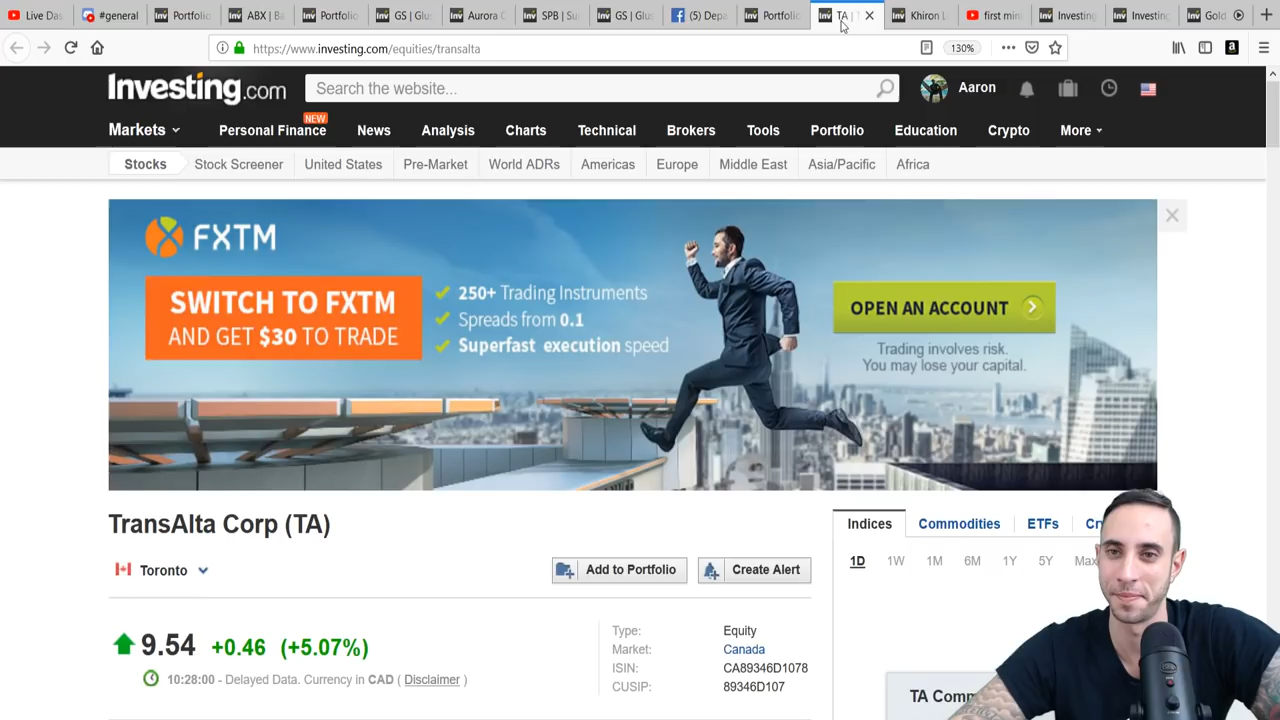 Live Das
#general
Portfolio
ABX | Ba
Portfolio
GS | Glus
Aurora C
SPB | Su
GS | Glus
(5) Depa
Portfolio
TA |
Khiron L
first min
Investing
Investing
Gold
https://www.investing.com/equities/transalta
130%
Investing.com
Search the website...
Aaron
NEW
Markets
Personal Finance
News
Analysis
Charts
Technical
Brokers
Tools
Portfolio
Education
Crypto
More
Stocks
Stock Screener
United States
Pre-Market
World ADRs
Americas
Europe
Middle East
Asia/Pacific
Africa
FXTM
SWITCH TO FXTM
AND GET $30 TO TRADE
250+ Trading Instruments
Spreads from 0.1
Superfast execution speed
OPEN AN ACCOUNT
Trading involves risk.
You may lose your capital.
TransAlta Corp (TA)
Toronto
Add to Portfolio
Create Alert
9.54 +0.46 (+5.07%)
10:28:00 - Delayed Data. Currency in CAD ( Disclaimer )
Type: Equity
Market: Canada
ISIN: CA89346D1078
CUSIP: 89346D107
Indices
Commodities
ETFs
1D
1W
1M
6M
1Y
5Y
Max
TA Comm